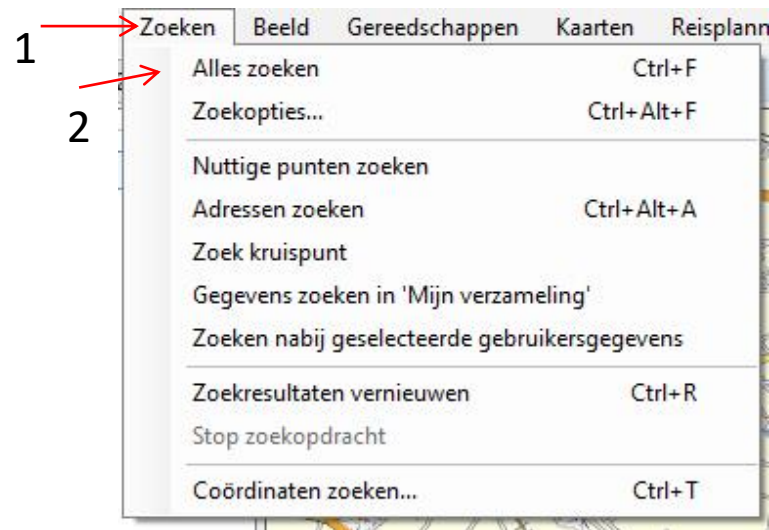 1
Zoeken Beeld Gereedschappen Kaarten Reisplann
2
Alles zoeken Ctrl+F
Zoekopties... Ctrl+Alt+F
Nuttige punten zoeken
Adressen zoeken Ctrl+Alt+A
Zoek kruispunt
Gegevens zoeken in 'Mijn verzameling'
Zoeken nabij geselecteerde gebruikersgegevens
Zoekresultaten vernieuwen Ctrl+R
Stop zoekopdracht
Coördinaten zoeken... Ctrl+T